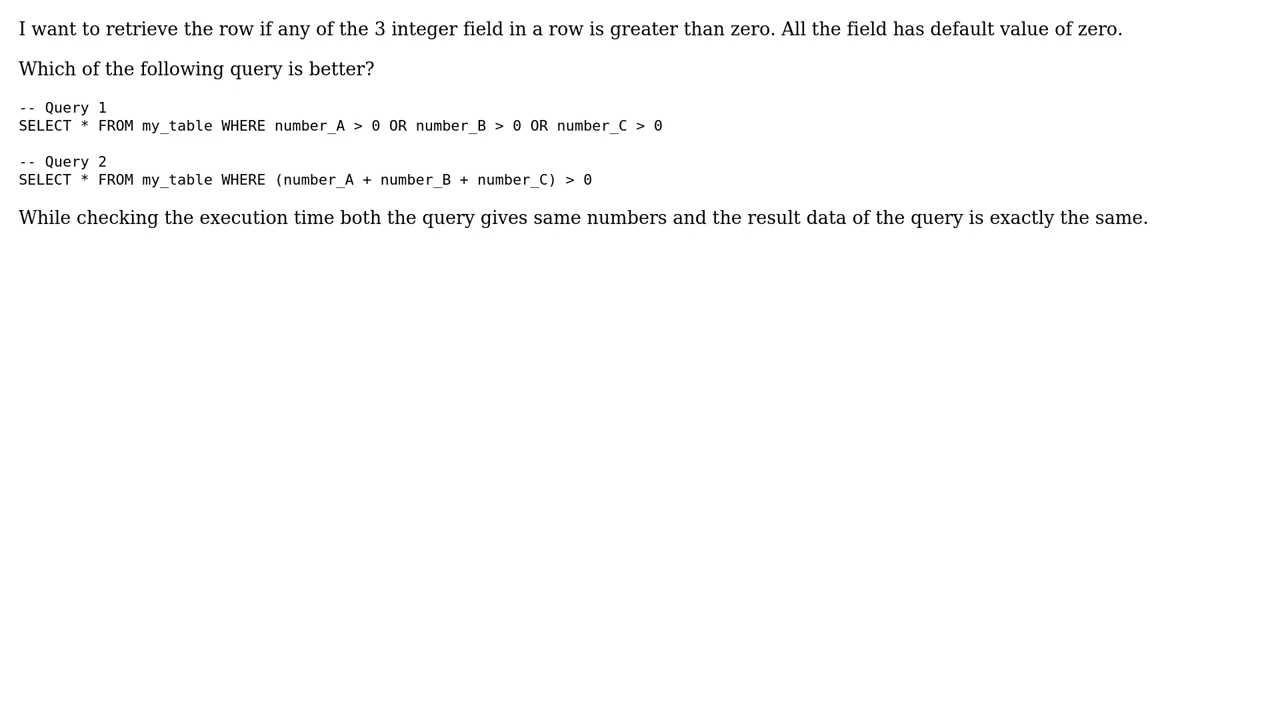 I want to retrieve the row if any of the 3 integer field in a row is greater than zero. All the field has default value of zero.
Which of the following query is better?
-- Query 1
SELECT * FROM my_table WHERE number_A > 0 OR number_B > 0 OR number_C > 0
-- Query 2
SELECT * FROM my_table WHERE (number_A + number_B + number_C) > 0
While checking the execution time both the query gives same numbers and the result data of the query is exactly the same.